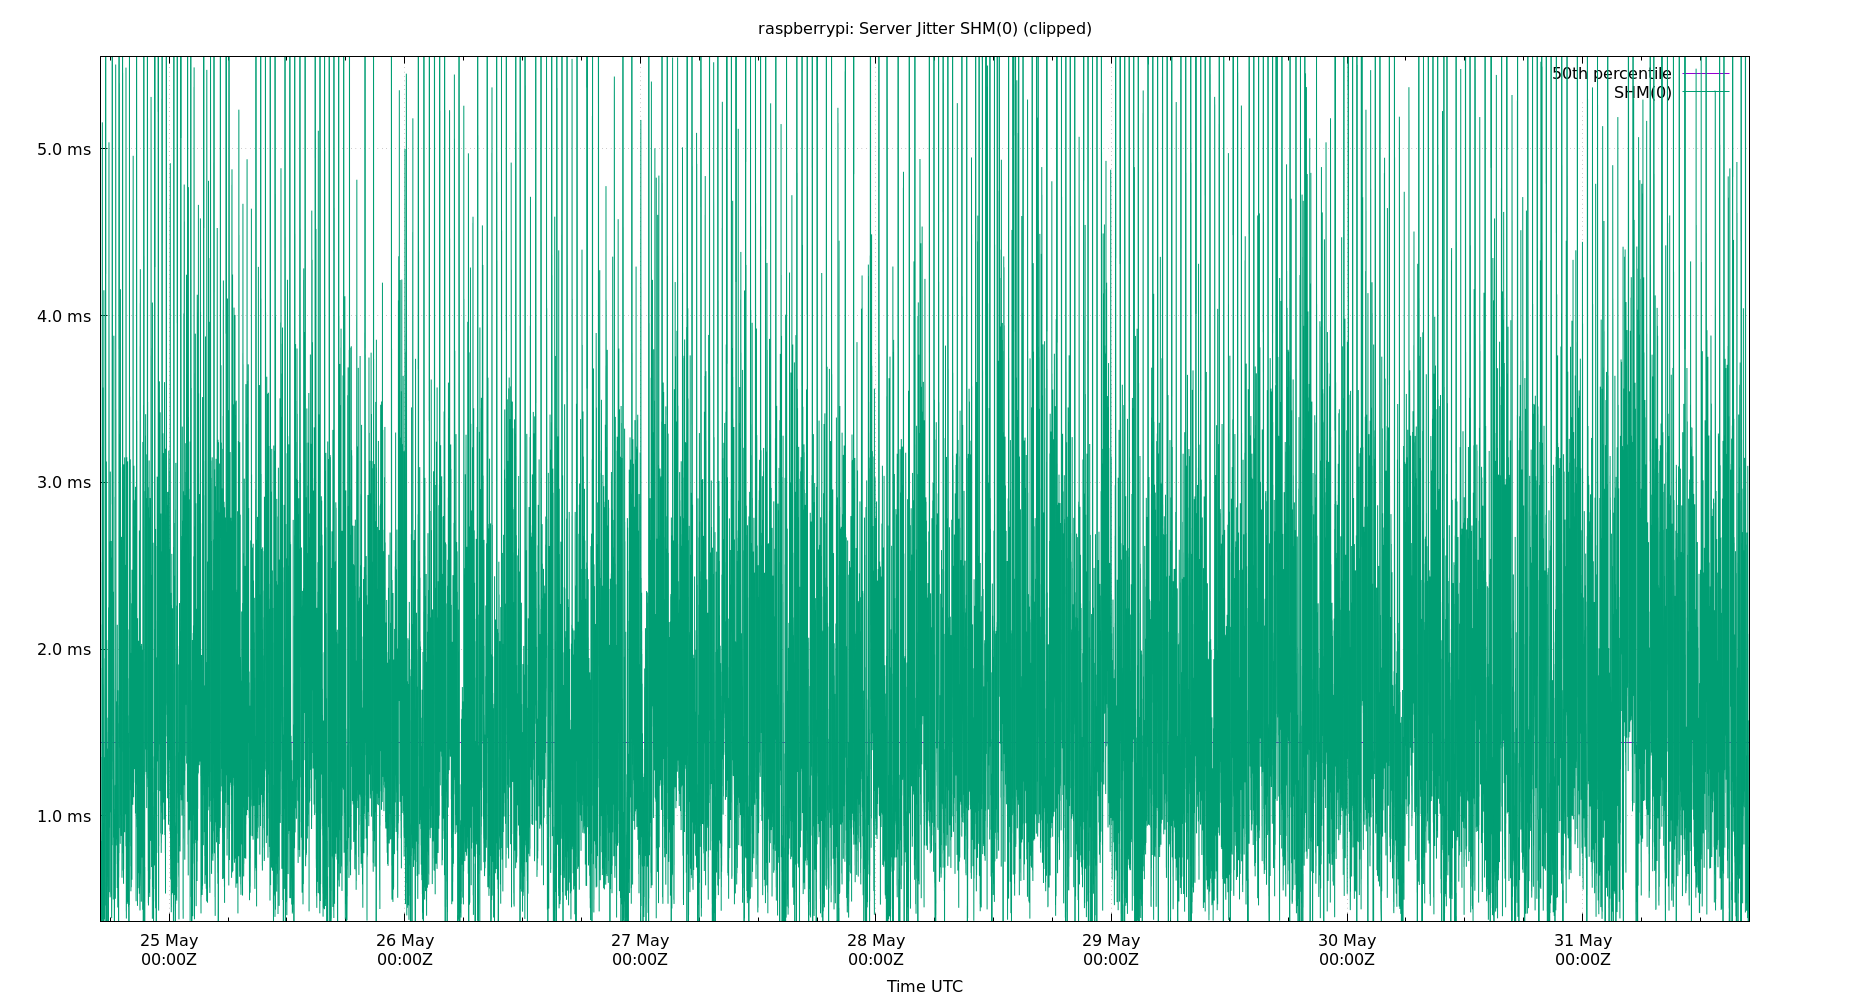 raspberrypi: Server Jitter SHM(0) (clipped)
50th percentile
SHM(0)
5.0 ms
4.0 ms
3.0 ms
2.0 ms
1.0 ms
25 May 26 May 27 May 28 May 29 May 30 May 31 May
00:00Z 00:00Z 00:00Z 00:00Z 00:00Z 00:00Z 00:00Z
Time UTC